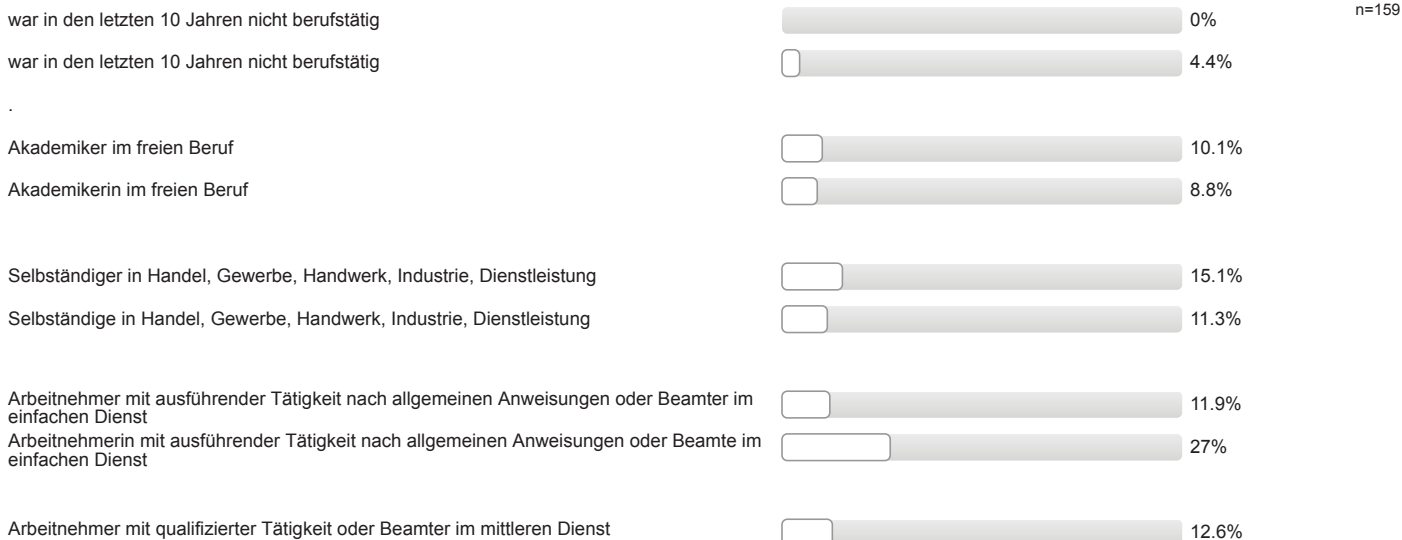 war in den letzten 10 Jahren nicht berufstätig 0% n=159
war in den letzten 10 Jahren nicht berufstätig 4.4%
.
Akademiker im freien Beruf 10.1%
Akademikerin im freien Beruf 8.8%
Selbständiger in Handel, Gewerbe, Handwerk, Industrie, Dienstleistung 15.1%
Selbständige in Handel, Gewerbe, Handwerk, Industrie, Dienstleistung 11.3%
Arbeitnehmer mit ausführender Tätigkeit nach allgemeinen Anweisungen oder Beamter im
einfachen Dienst 11.9%
Arbeitnehmerin mit ausführender Tätigkeit nach allgemeinen Anweisungen oder Beamte im
einfachen Dienst 27%
Arbeitnehmer mit qualifizierter Tätigkeit oder Beamter im mittleren Dienst 12.6%